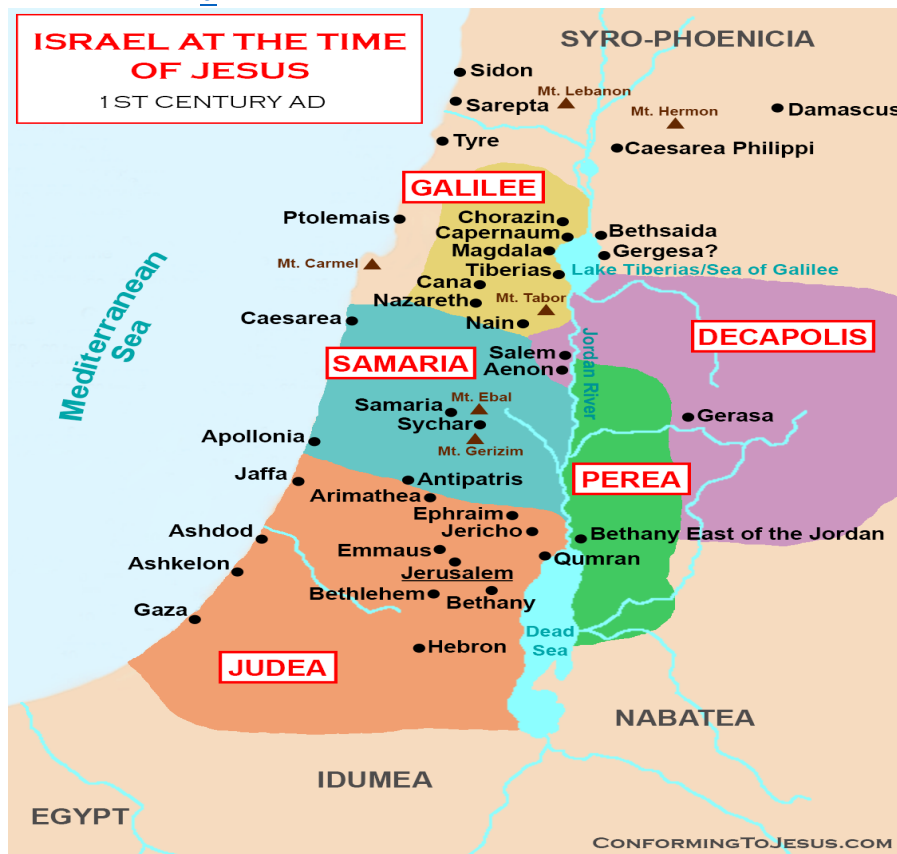 ISRAEL AT THE TIME
OF JESUS
1ST CENTURY AD
SYRO-PHOENICIA
Sidon
Mt. Lebanon
Sarepta
Mt. Hermon
Damascus
Tyre
Caesarea Philippi
GALILEE
Ptolemais
Chorazin
Capernaum
Bethsaida
Magdala
Gergesa?
Mt. Carmel
Tiberias
Lake Tiberias/Sea of Galilee
Cana
Nazareth
Mt. Tabor
Mediterranean
Sea
Caesarea
Nain
DECAPOLIS
SAMARIA
Salem
Aenon
Jordan River
Samaria
Mt. Ebal
Sychar
Gerasa
Apollonia
Mt. Gerizim
Jaffa
Antipatris
PEREA
Arimathea
Ephraim
Ashdod
Jericho
Bethany East of the Jordan
Emmaus
Qumran
Ashkelon
Jerusalem
Bethlehem
Bethany
Gaza
Dead
Sea
Hebron
JUDEA
NABATEA
IDUMEA
EGYPT
ConformingToJesus.com